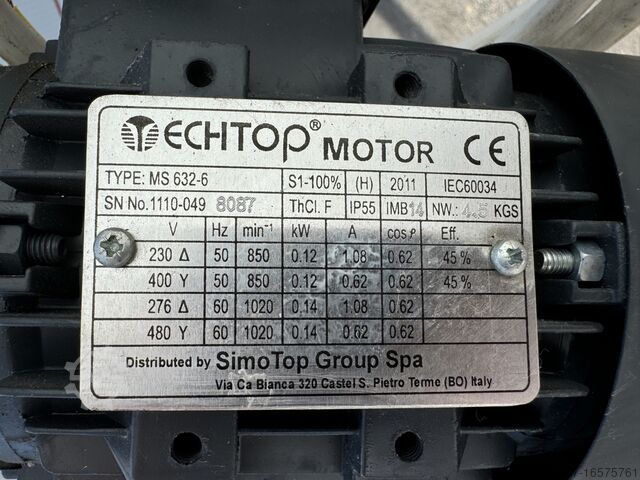 TECHTOP® MOTOR CE
TYPE: MS 632-6 S1-100% (H) 2011 IEC60034
SN No.1110-049 8087 ThCl. F IP55 IMB14 NW.: 4.5 KGS
V Hz min⁻¹ kW A cosφ Eff.
230 Δ 50 850 0.12 1.08 0.62 45%
400 Y 50 850 0.12 0.62 0.62 45%
276 Δ 60 1020 0.14 1.08 0.62
480 Y 60 1020 0.14 0.62 0.62
Distributed by SimoTop Group Spa
Via Ca Bianca 320 Castel S. Pietro Terme (BO) Italy
-16575761